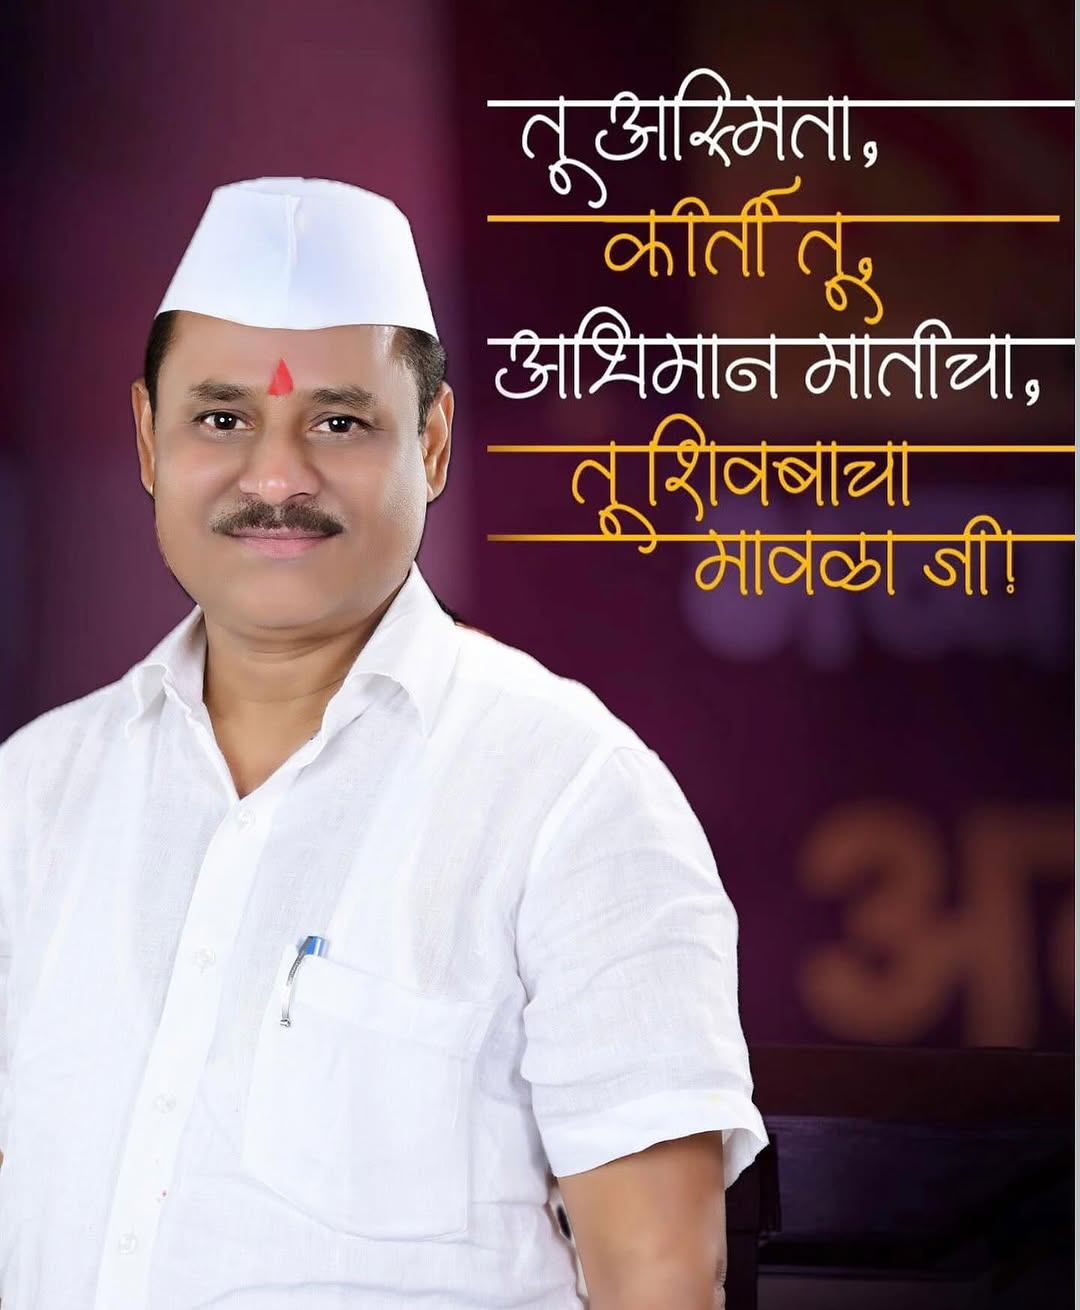 तू अस्मिता,
कीर्ती तू,
अभिमान मातीचा,
तू शिवबाचा
मावळा जी!